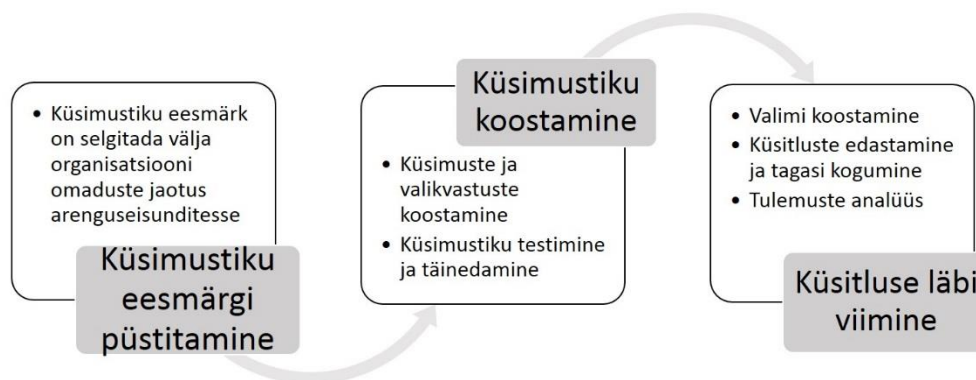 • Küsimustiku eesmärk
on selgitada välja
organisatsiooni
omaduste jaotus
arenguseisunditesse
Küsimustiku
eesmärgi
püstitamine
Küsimustiku
koostamine
• Küsimuste ja
valikvastuste
koostamine
• Küsimustiku testimine
ja täinedamine
• Valimi koostamine
• Küsitluste edastamine
ja tagasi kogumine
• Tulemuste analüüs
Küsitluse läbi
viimine